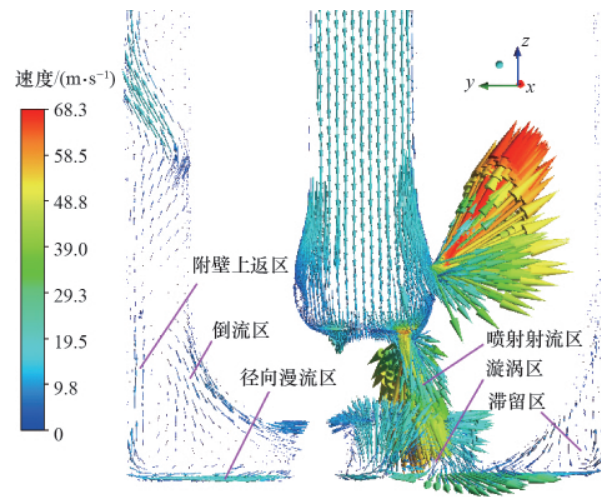 速度/(m·s⁻¹)
68.3
58.5
48.8
39.0
29.3
19.5
9.8
0
z
y
x
附壁上返区
倒流区
径向漫流区
喷射射流区
漩涡区
滞留区